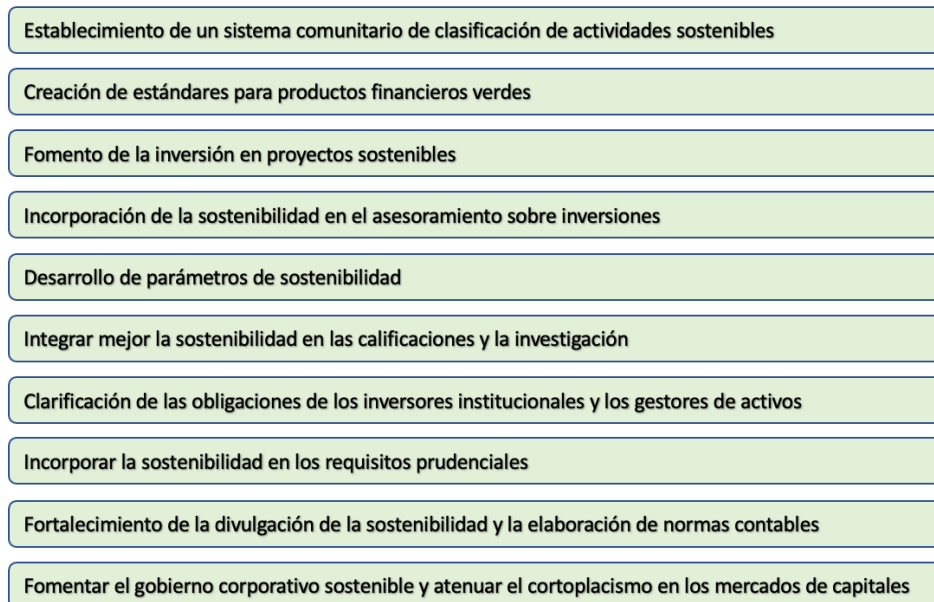 Establecimiento de un sistema comunitario de clasificación de actividades sostenibles
Creación de estándares para productos financieros verdes
Fomento de la inversión en proyectos sostenibles
Incorporación de la sostenibilidad en el asesoramiento sobre inversiones
Desarrollo de parámetros de sostenibilidad
Integrar mejor la sostenibilidad en las calificaciones y la investigación
Clarificación de las obligaciones de los inversores institucionales y los gestores de activos
Incorporar la sostenibilidad en los requisitos prudenciales
Fortalecimiento de la divulgación de la sostenibilidad y la elaboración de normas contables
Fomentar el gobierno corporativo sostenible y atenuar el cortoplacismo en los mercados de capitales